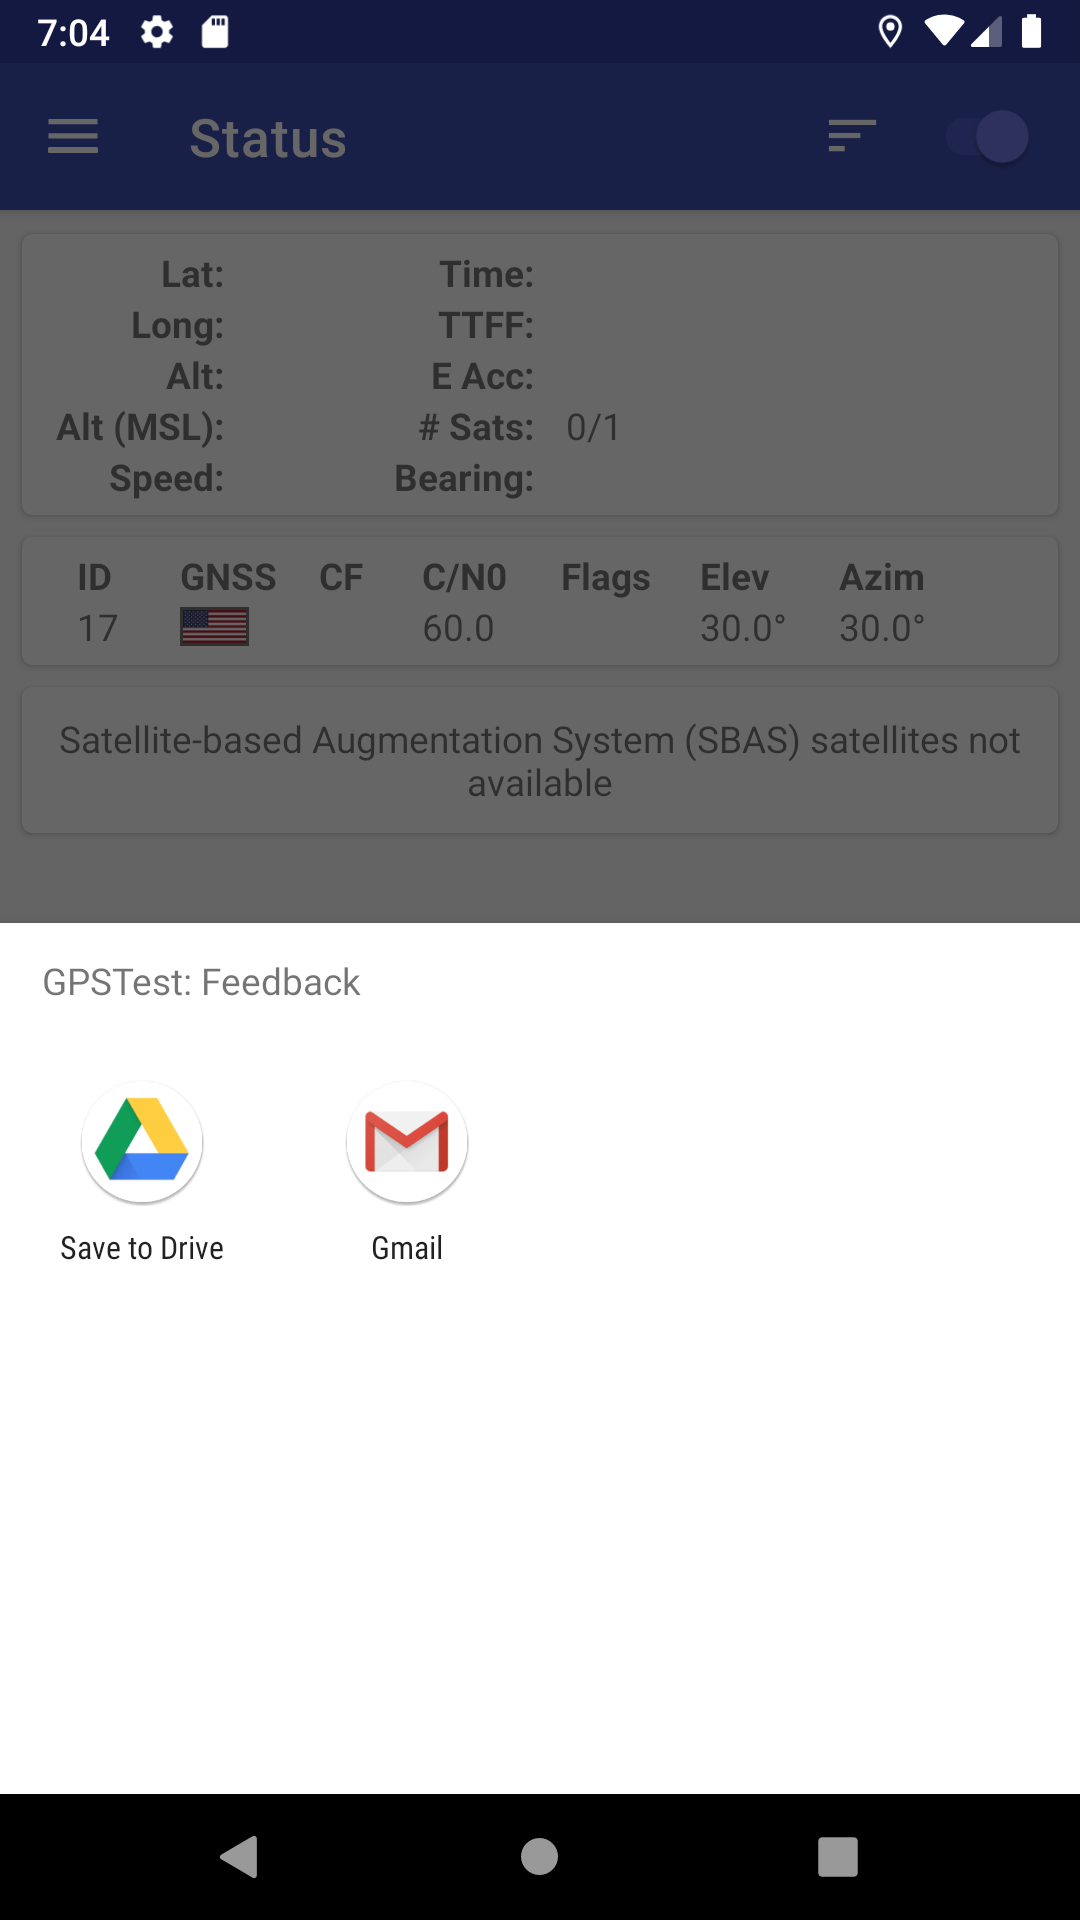 7:04
Status
Lat: Time:
Long: TTFF:
Alt: E Acc:
Alt (MSL): # Sats: 0/1
Speed: Bearing:
ID GNSS CF C/N0 Flags Elev Azim
17 60.0 30.0° 30.0°
Satellite-based Augmentation System (SBAS) satellites not
available
GPSTest: Feedback
Save to Drive Gmail